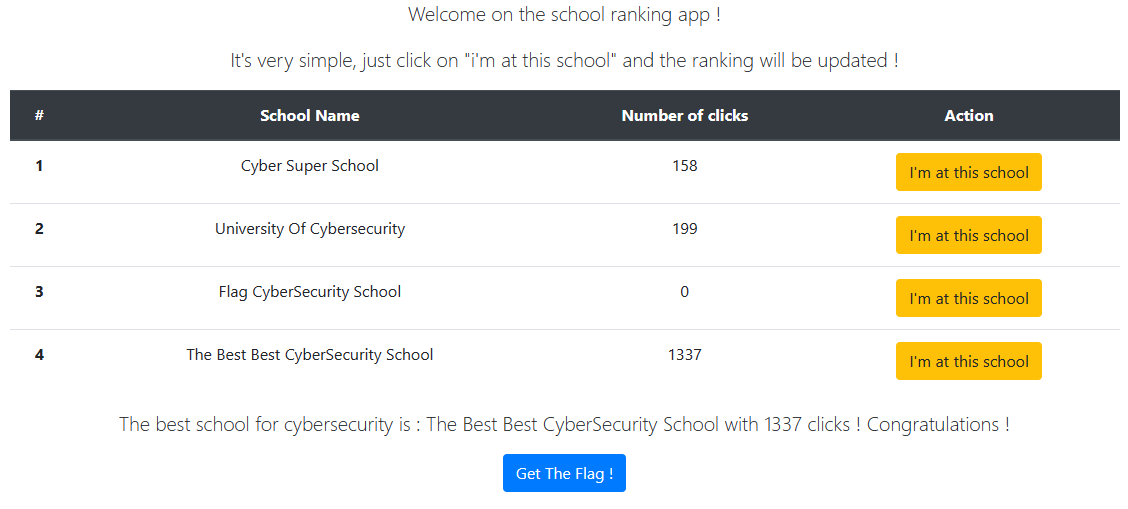 Welcome on the school ranking app !
It's very simple, just click on "i'm at this school" and the ranking will be updated !
# School Name Number of clicks Action
1 Cyber Super School 158 I'm at this school
2 University Of Cybersecurity 199 I'm at this school
3 Flag CyberSecurity School 0 I'm at this school
4 The Best Best CyberSecurity School 1337 I'm at this school
The best school for cybersecurity is : The Best Best CyberSecurity School with 1337 clicks ! Congratulations !
Get The Flag !